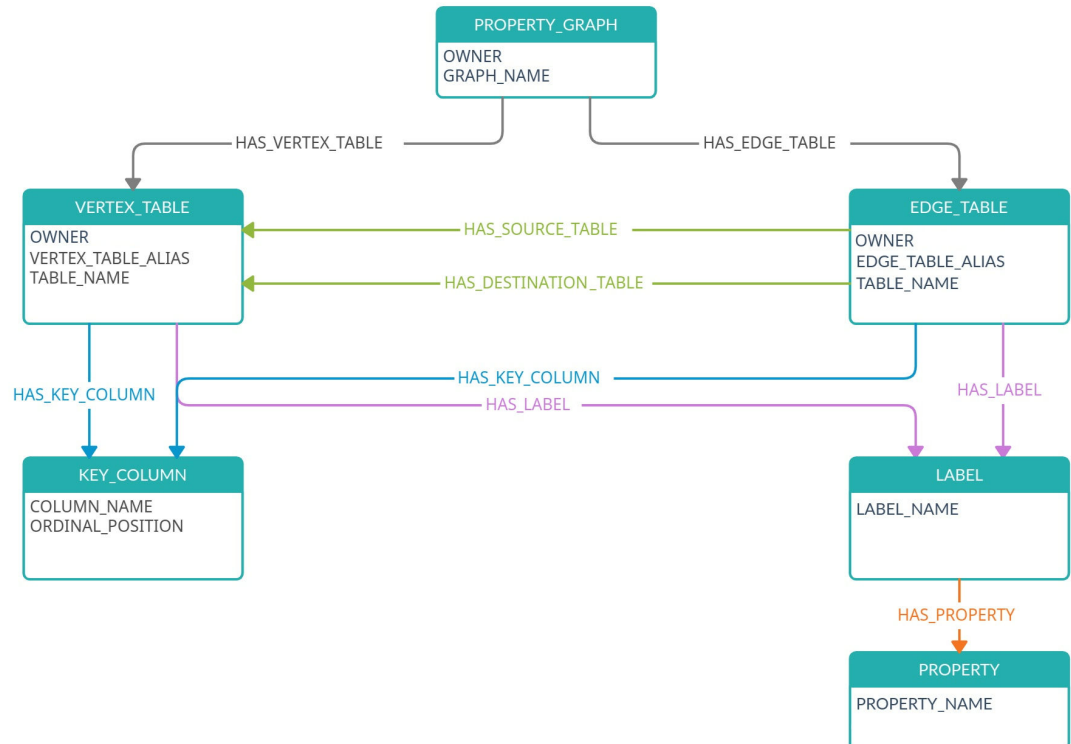 PROPERTY_GRAPH
OWNER
GRAPH_NAME
HAS_VERTEX_TABLE
HAS_EDGE_TABLE
VERTEX_TABLE
OWNER
VERTEX_TABLE_ALIAS
TABLE_NAME
HAS_SOURCE_TABLE
HAS_DESTINATION_TABLE
EDGE_TABLE
OWNER
EDGE_TABLE_ALIAS
TABLE_NAME
HAS_KEY_COLUMN
HAS_KEY_COLUMN
HAS_LABEL
HAS_LABEL
KEY_COLUMN
COLUMN_NAME
ORDINAL_POSITION
LABEL
LABEL_NAME
HAS_PROPERTY
PROPERTY
PROPERTY_NAME